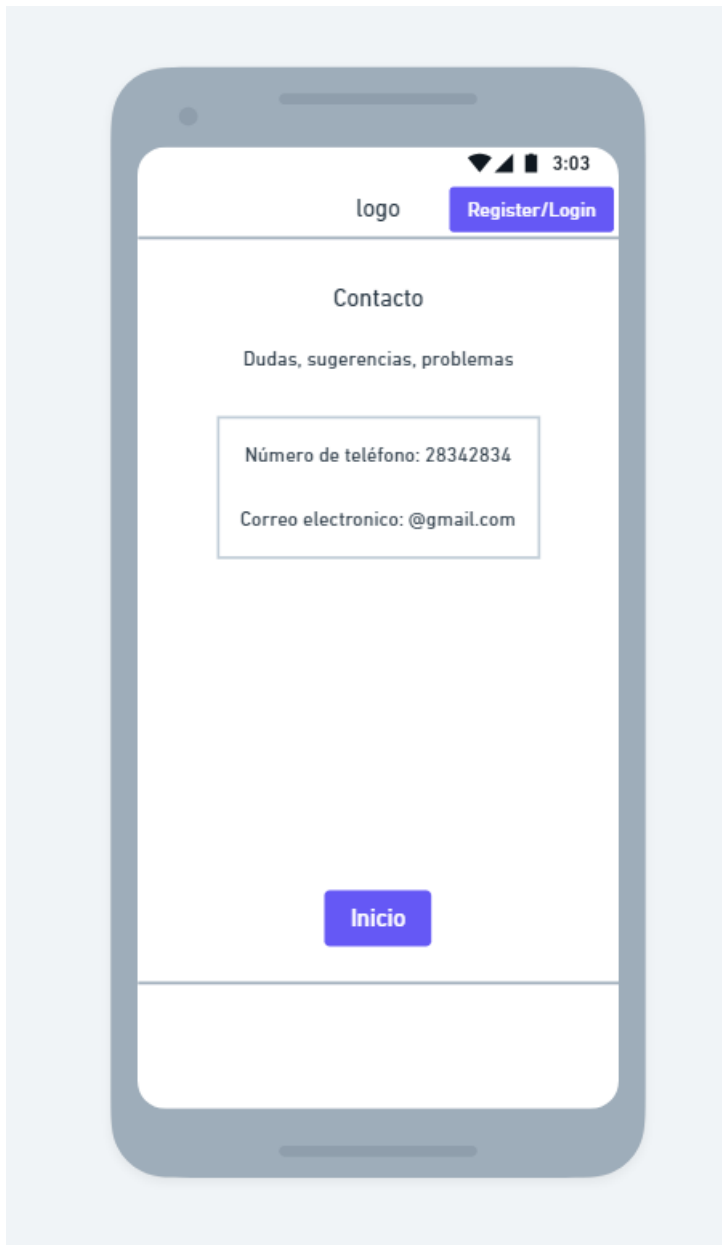 3:03
logo
Register/Login
Contacto
Dudas, sugerencias, problemas
Número de teléfono: 28342834
Correo electronico: @gmail.com
Inicio